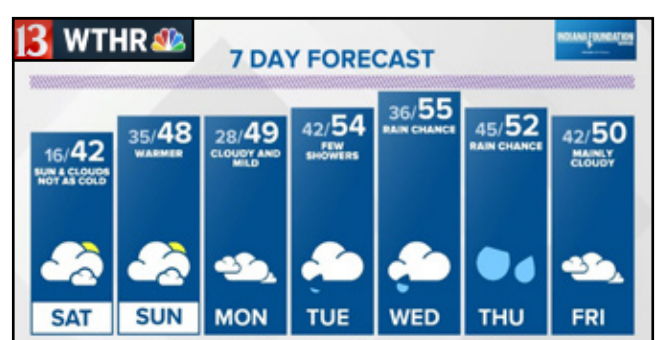 13 WTHR
INDIANA FOUNDATION
7 DAY FORECAST
16/42
SUN & CLOUDS
NOT AS COLD
SAT
35/48
WARMER
SUN
28/49
CLOUDY AND
MILD
MON
42/54
FEW
SHOWERS
TUE
36/55
RAIN CHANCE
WED
45/52
RAIN CHANCE
THU
42/50
MAINLY
CLOUDY
FRI